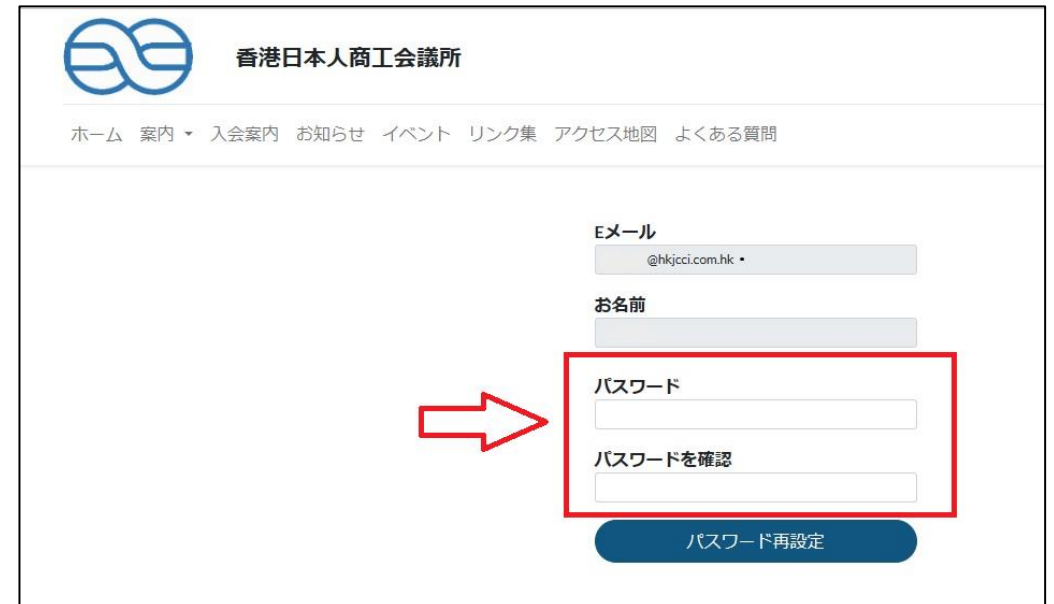 香港日本人商工会議所
ホーム 案内 入会案内 お知らせ イベント リンク集 アクセス地図 よくある質問
Eメール
@hkjcci.com.hk
お名前
パスワード
パスワードを確認
パスワード再設定